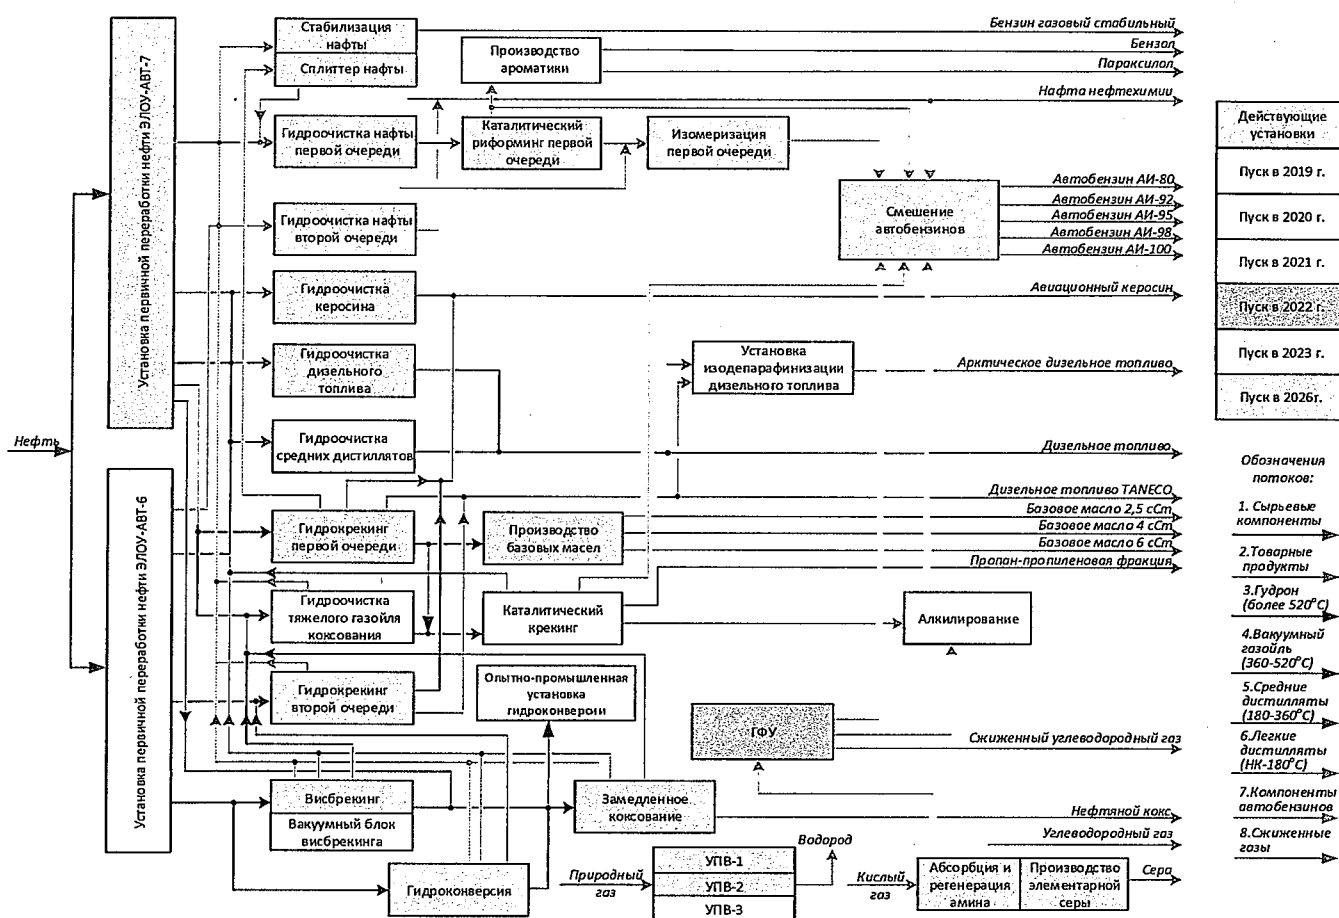 Стабилизация
нафты
Сплиттер нафты
Производство
ароматики
Бензин газовый стабильный
Бензол
Параксилол
Нафта нефтехимии
Установка первичной переработки нефти ЭЛОУ-АВТ-7
Гидроочистка нафты
первой очереди
Каталитический
риформинг первой
очереди
Изомеризация
первой очереди
Действующие
установки
Пуск в 2019 г.
Пуск в 2020 г.
Пуск в 2021 г.
Пуск в 2022 г.
Пуск в 2023 г.
Пуск в 2026г.
Гидроочистка нафты
второй очереди
Смешение
автобензинов
Автобензин АИ-80
Автобензин АИ-92
Автобензин АИ-95
Автобензин АИ-98
Автобензин АИ-100
Гидроочистка
керосина
Авиационный керосин
Гидроочистка
дизельного
топлива
Установка
изодепарафинизации
дизельного топлива
Арктическое дизельное топливо
Нефть
Гидроочистка
средних дистиллятов
Дизельное топливо
Установка первичной переработки нефти ЭЛОУ-АВТ-6
Дизельное топливо TANECO
Гидрокрекинг
первой очереди
Производство
базовых масел
Базовое масло 2,5 сСт
Базовое масло 4 сСт
Базовое масло 6 сСт
Пропан-пропиленовая фракция
Гидроочистка
тяжелого газойля
коксования
Каталитический
крекинг
Алкилирование
Гидрокрекинг
второй очереди
Опытно-промышленная
установка
гидроконверсии
ГФУ
Сжиженный углеводородный газ
Висбрекинг
Вакуумный блок
висбрекинга
Замедленное
коксование
Нефтяной кокс
Углеводородный газ
Гидроконверсия
Природный
газ
УПВ-1
УПВ-2
УПВ-3
Водород
Кислый
газ
Абсорбция и
регенерация
амина
Производство
элементарной
серы
Сера
Обозначения
потоков:
1. Сырьевые
компоненты
2.Товарные
продукты
3.Гудрон
(более 520°С)
4.Вакуумный
газойль
(360-520°С)
5.Средние
дистилляты
(180-360°С)
6.Легкие
дистилляты
(НК-180°С)
7.Компоненты
автобензинов
8.Сжиженные
газы